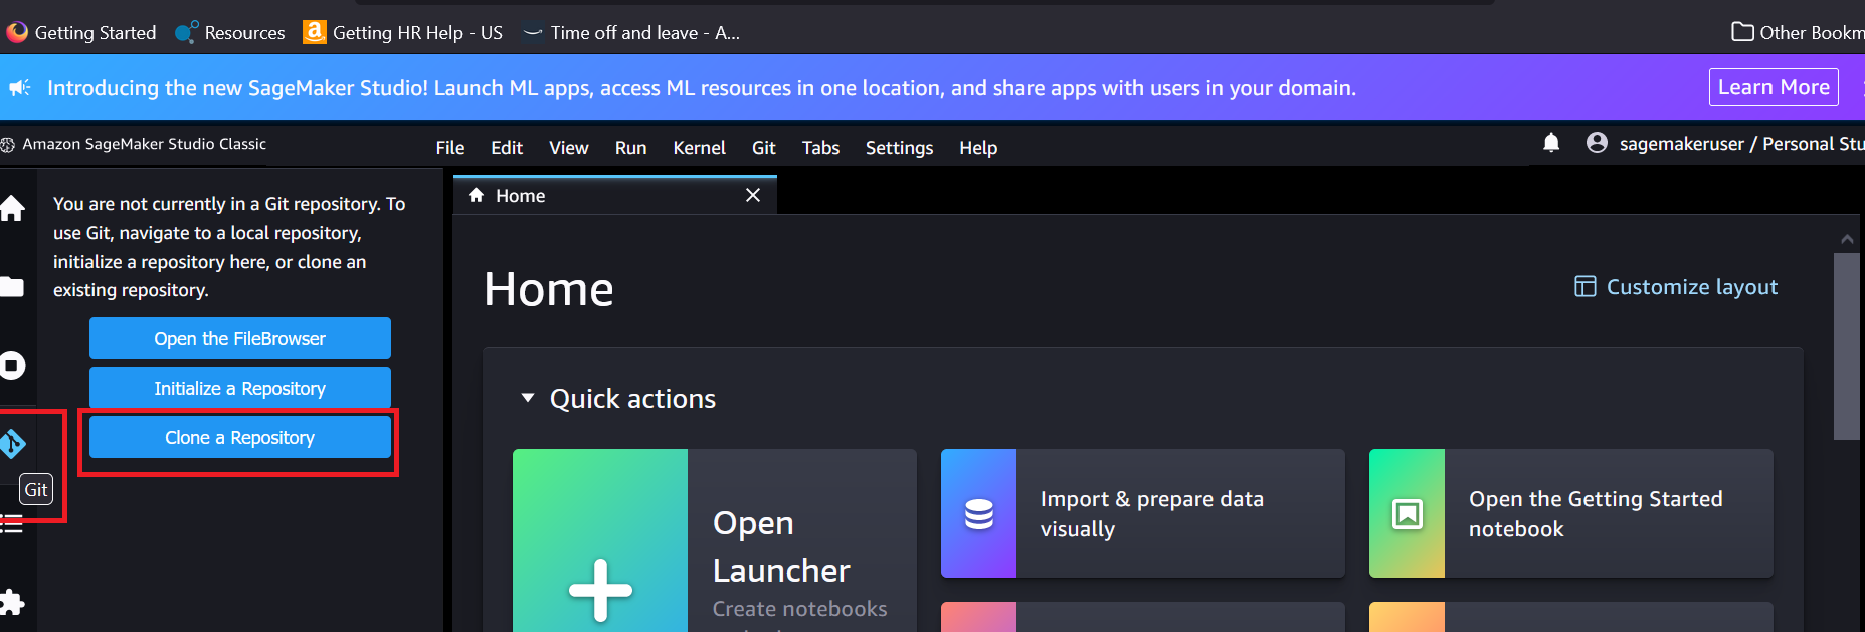 Getting Started Resources Getting HR Help - US Time off and leave - A... Other Bookm
Introducing the new SageMaker Studio! Launch ML apps, access ML resources in one location, and share apps with users in your domain. Learn More
Amazon SageMaker Studio Classic File Edit View Run Kernel Git Tabs Settings Help sagemakeruser / Personal Stu
You are not currently in a Git repository. To
use Git, navigate to a local repository,
initialize a repository here, or clone an
existing repository.
Open the FileBrowser
Initialize a Repository
Clone a Repository
Git
Home
Home
Customize layout
Quick actions
Open
Launcher
Create notebooks
Import & prepare data
visually
Open the Getting Started
notebook